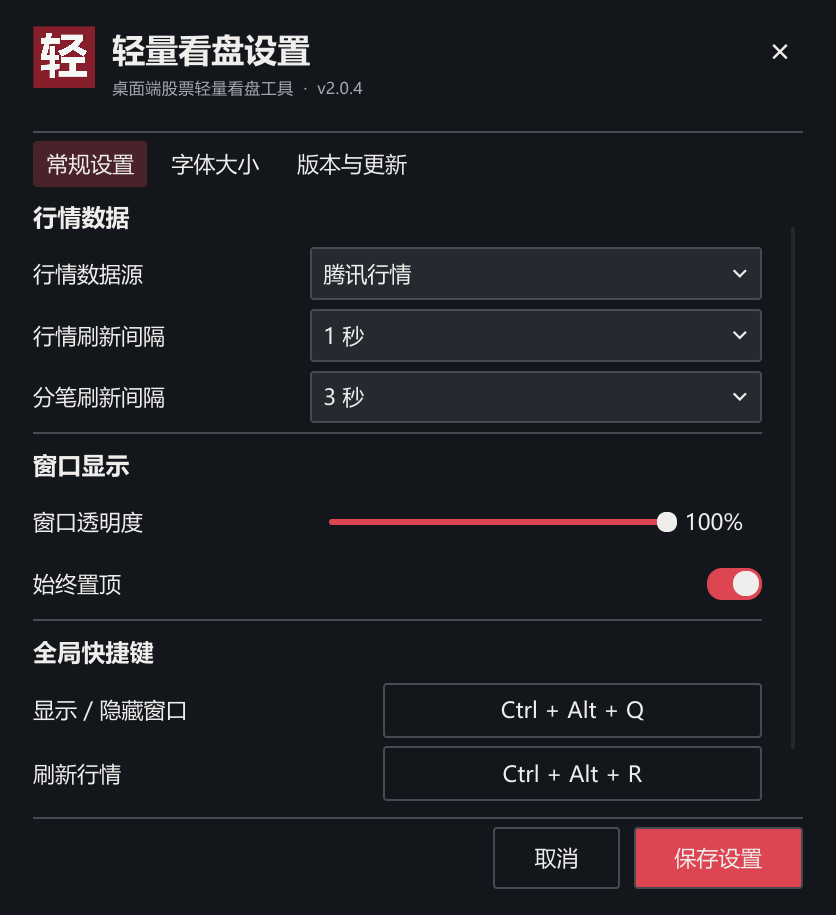 轻
轻量看盘设置
桌面端股票轻量看盘工具 · v2.0.4
常规设置 字体大小 版本与更新
行情数据
行情数据源 腾讯行情
行情刷新间隔 1 秒
分笔刷新间隔 3 秒
窗口显示
窗口透明度 100%
始终置顶
全局快捷键
显示 / 隐藏窗口 Ctrl + Alt + Q
刷新行情 Ctrl + Alt + R
取消 保存设置